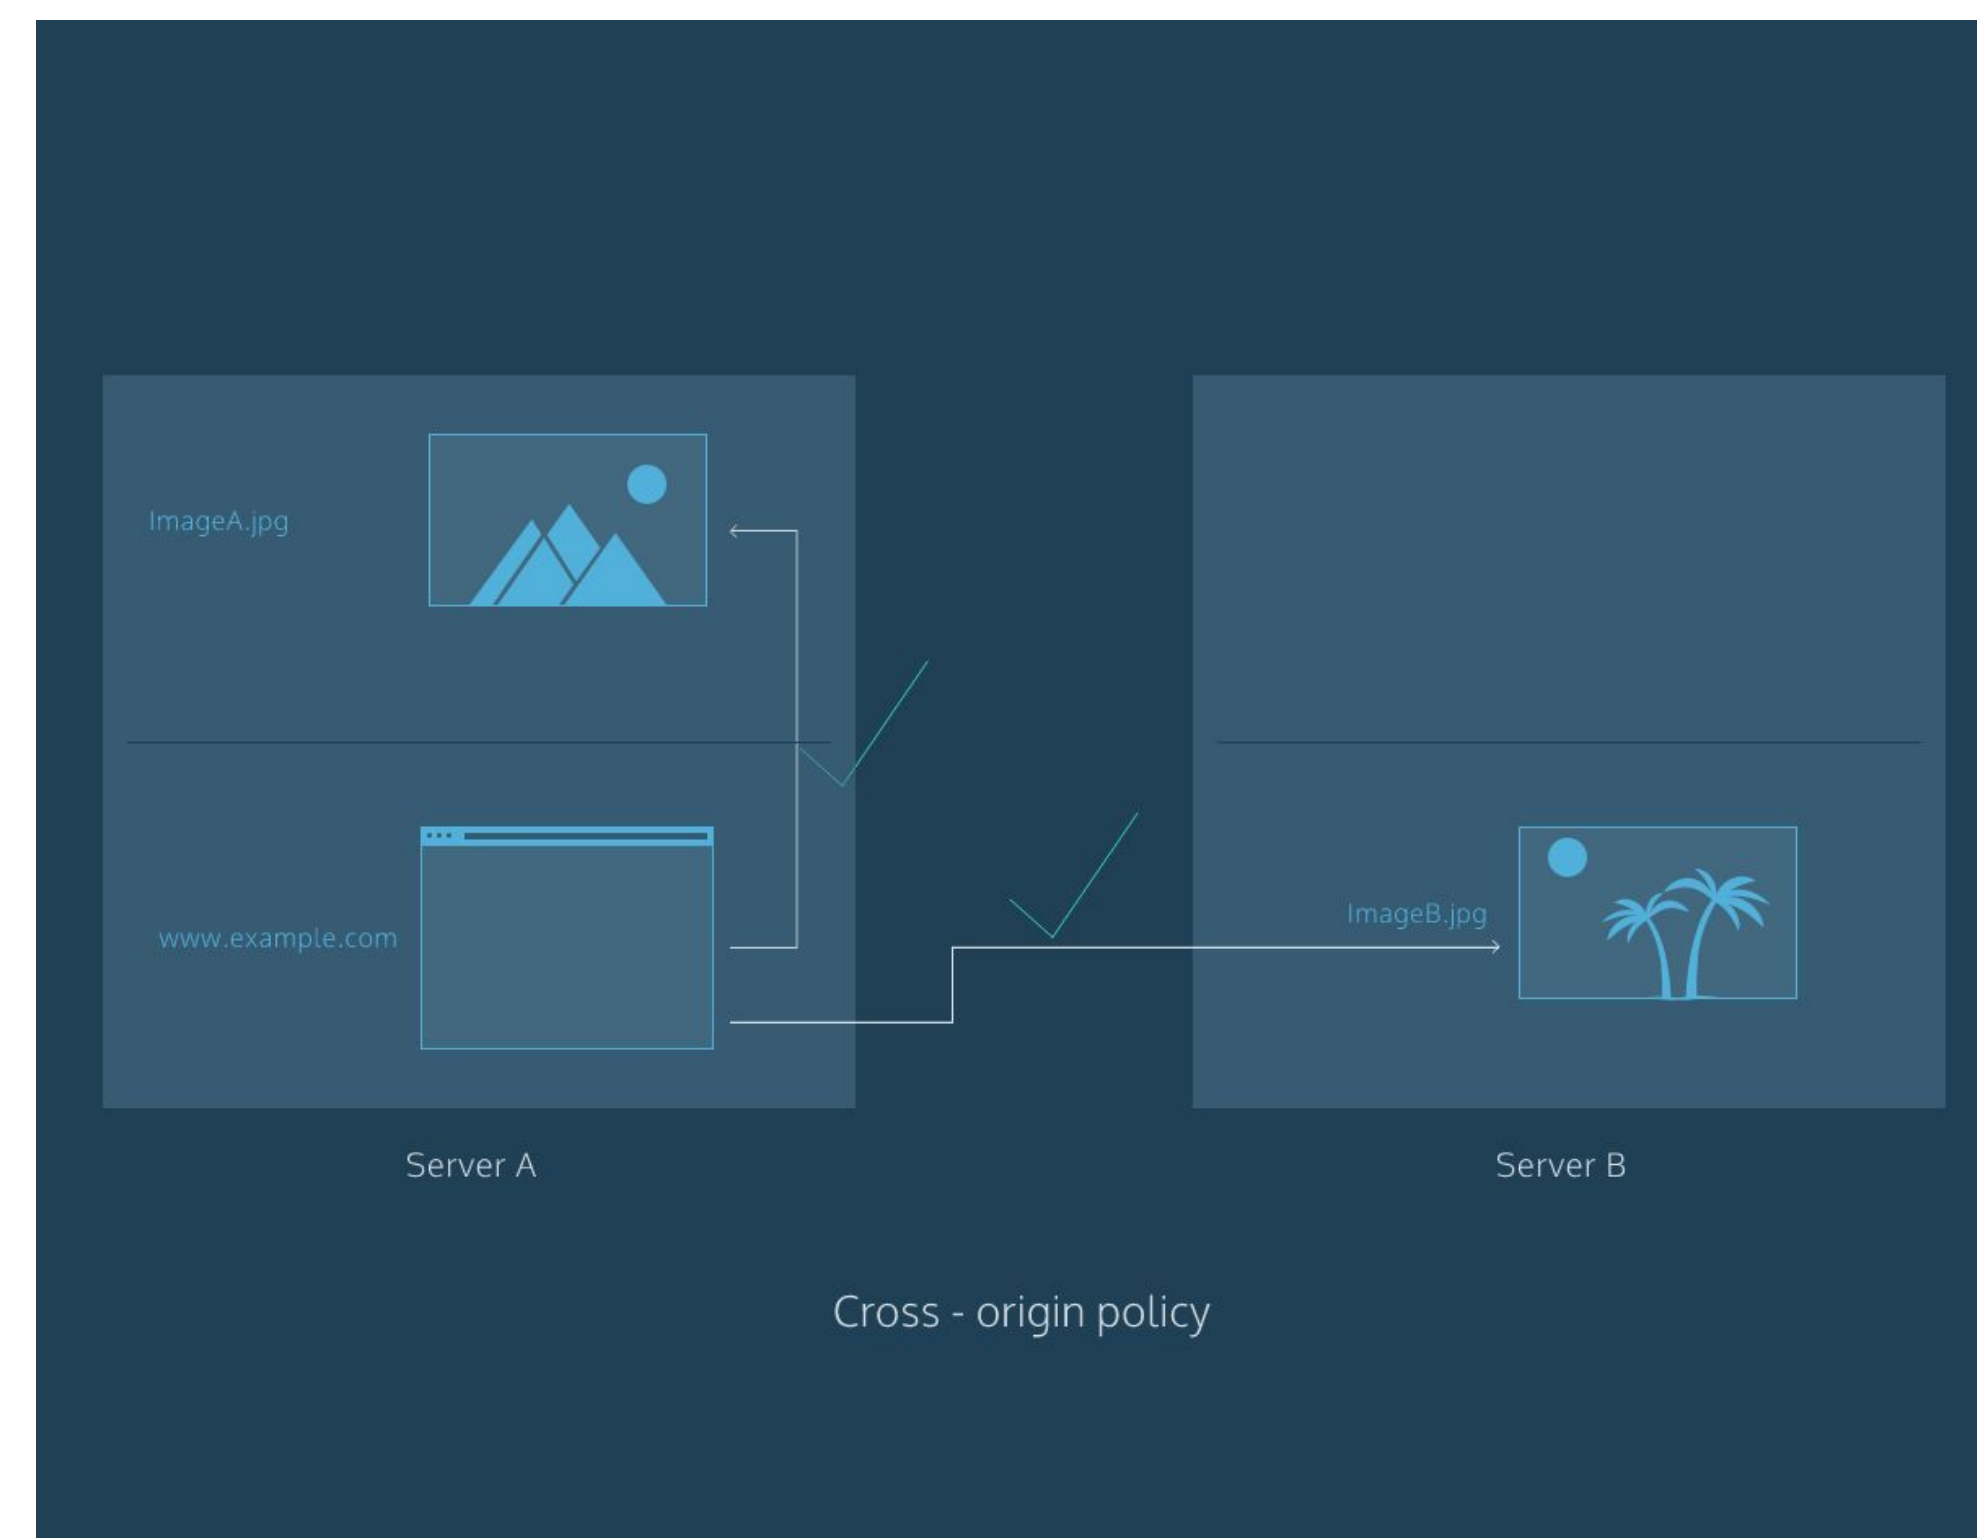 ImageA.jpg
www.example.com
ImageB.jpg
Server A
Server B
Cross - origin policy